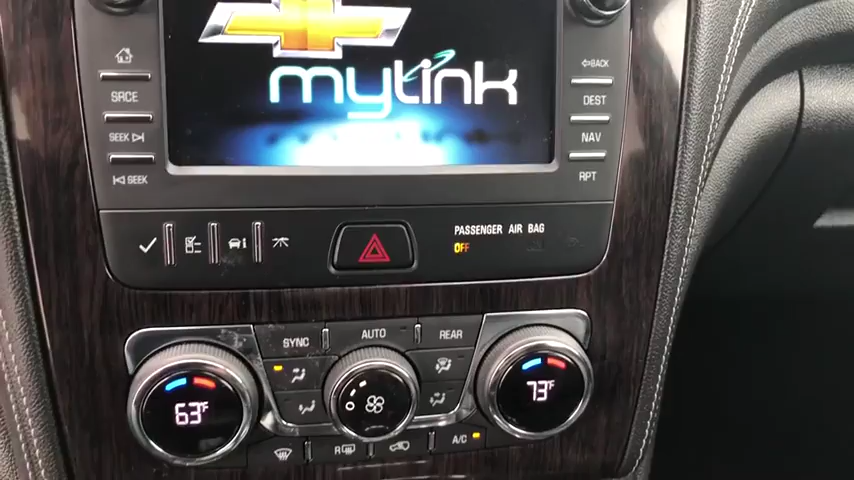 mylink
BACK
SRCE
DEST
SEEK
NAV
SEEK
RPT
PASSENGER AIR BAG
OFF
SYNC
AUTO
REAR
63°F
73°F
R
A/C